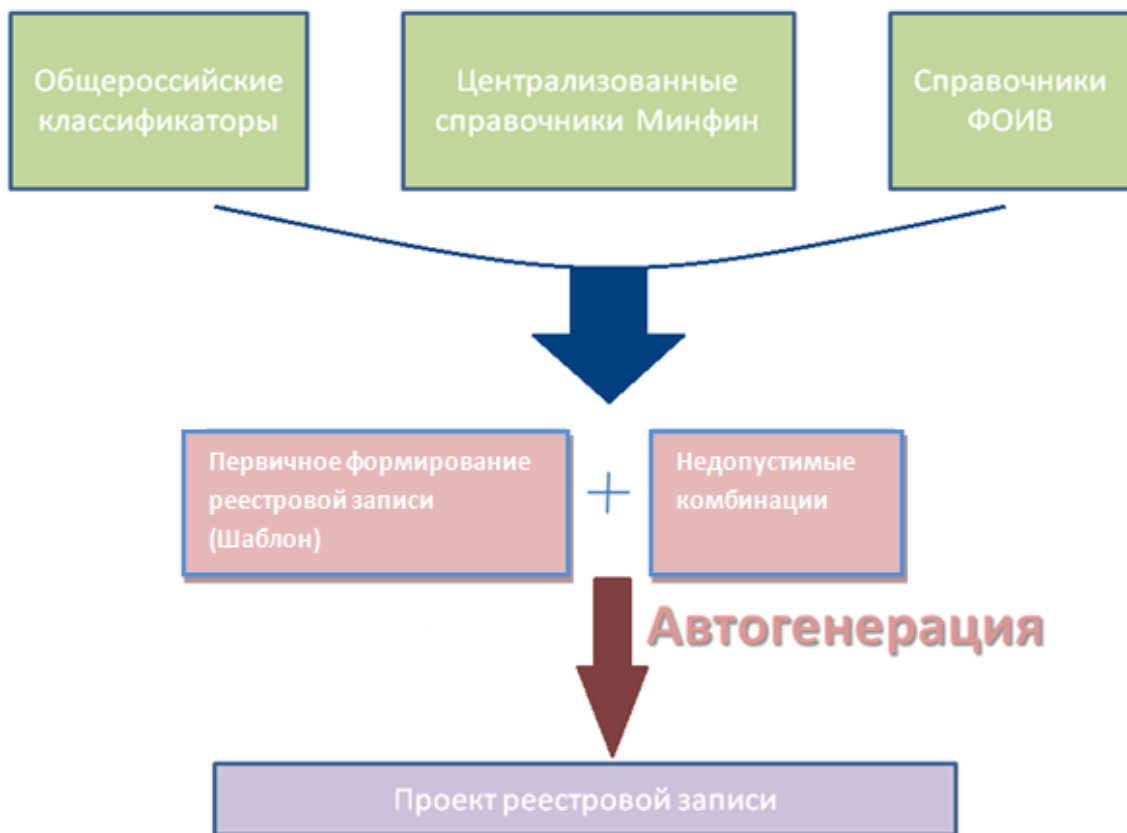 Общероссийские
классификаторы
Централизованные
справочники Минфин
Справочники
ФОИВ
Первичное формирование
реестровой записи
(Шаблон)
Недопустимые
комбинации
Автогенерация
Проект реестровой записи